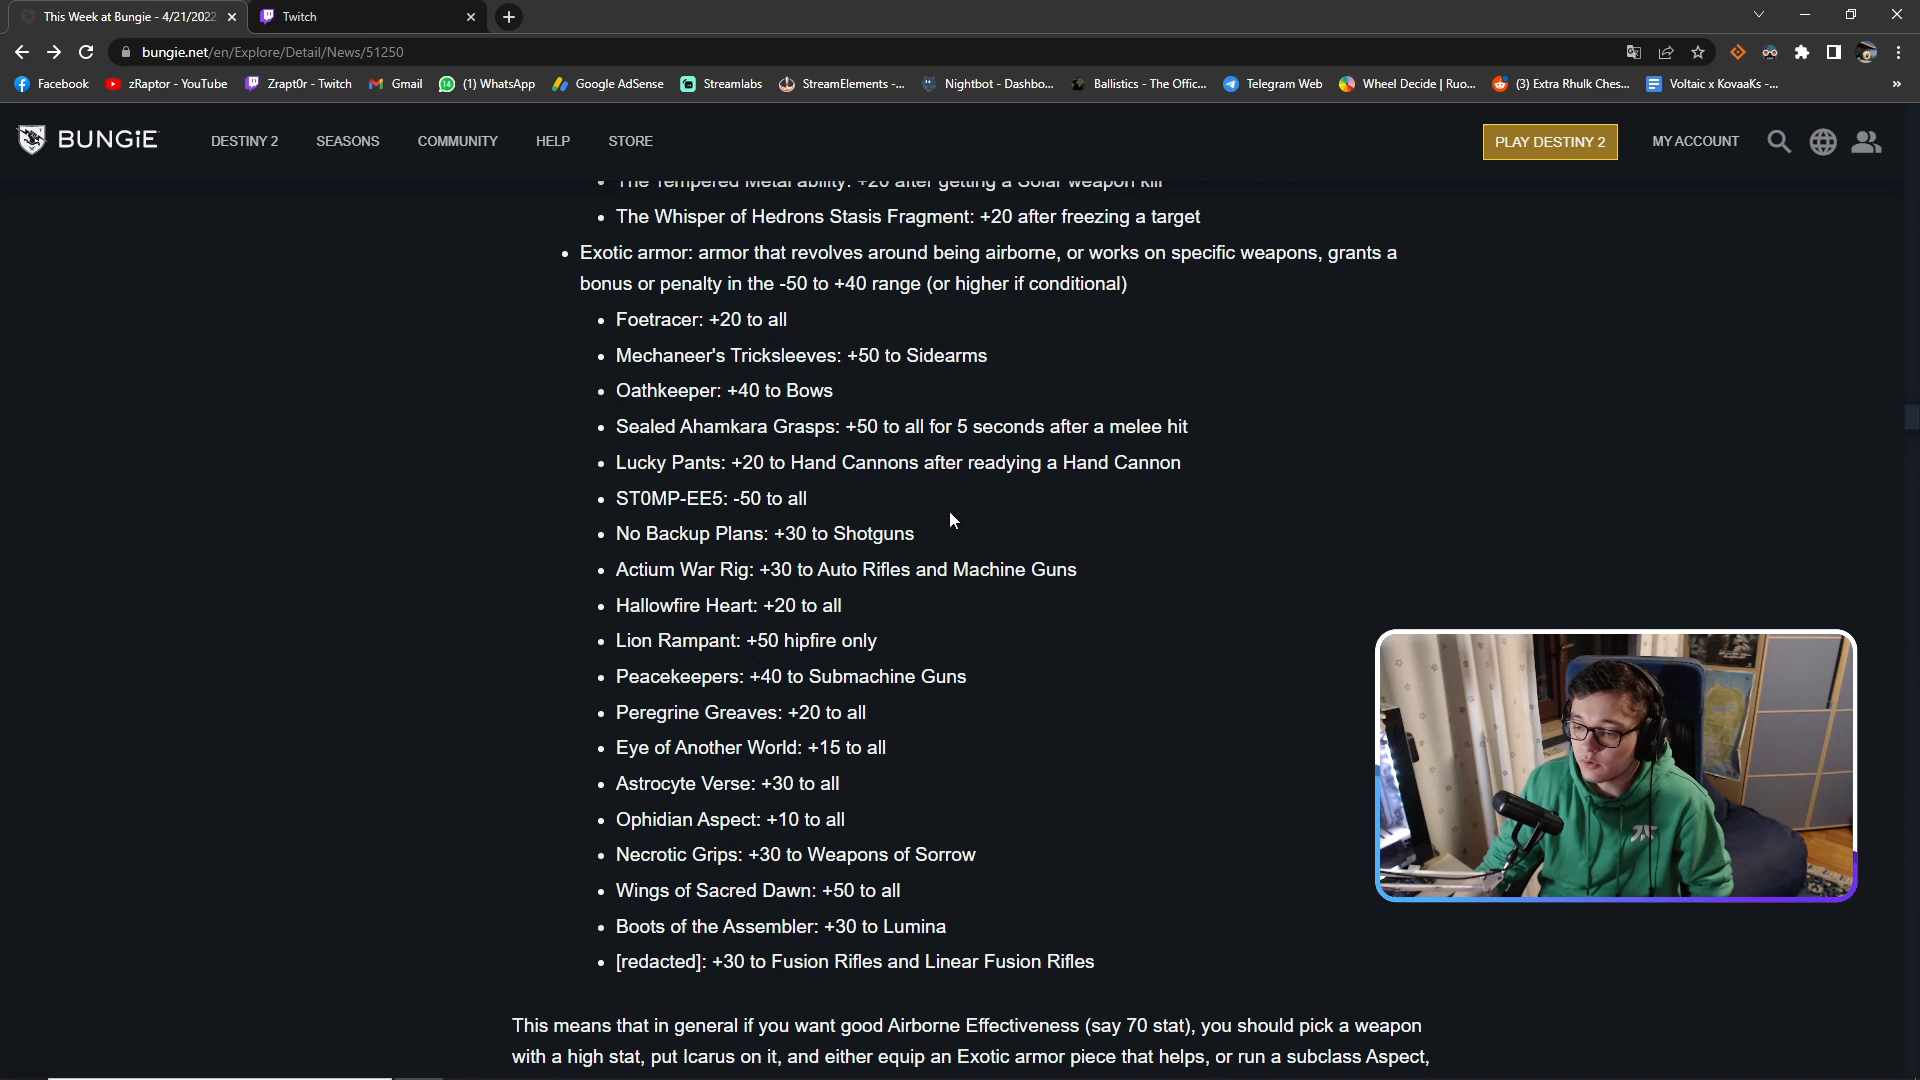 This Week at Bungie - 4/21/2022
Twitch
bungie.net/en/Explore/Detail/News/51250
Facebook
zRaptor - YouTube
Zrapt0r - Twitch
Gmail
(1) WhatsApp
Google AdSense
Streamlabs
StreamElements -...
Nightbot - Dashbo...
Ballistics - The Offic...
Telegram Web
Wheel Decide | Ruo...
(3) Extra Rhulk Ches...
Voltaic x KovaaKs -...
»
BUNGiE
DESTINY 2
SEASONS
COMMUNITY
HELP
STORE
PLAY DESTINY 2
MY ACCOUNT
The Tempered Metal ability: +20 after getting a Solar weapon kill
The Whisper of Hedrons Stasis Fragment: +20 after freezing a target
Exotic armor: armor that revolves around being airborne, or works on specific weapons, grants a
bonus or penalty in the -50 to +40 range (or higher if conditional)
Foetracer: +20 to all
Mechaneer's Tricksleeves: +50 to Sidearms
Oathkeeper: +40 to Bows
Sealed Ahamkara Grasps: +50 to all for 5 seconds after a melee hit
Lucky Pants: +20 to Hand Cannons after readying a Hand Cannon
ST0MP-EE5: -50 to all
No Backup Plans: +30 to Shotguns
Actium War Rig: +30 to Auto Rifles and Machine Guns
Hallowfire Heart: +20 to all
Lion Rampant: +50 hipfire only
Peacekeepers: +40 to Submachine Guns
Peregrine Greaves: +20 to all
Eye of Another World: +15 to all
Astrocyte Verse: +30 to all
Ophidian Aspect: +10 to all
Necrotic Grips: +30 to Weapons of Sorrow
Wings of Sacred Dawn: +50 to all
Boots of the Assembler: +30 to Lumina
[redacted]: +30 to Fusion Rifles and Linear Fusion Rifles
This means that in general if you want good Airborne Effectiveness (say 70 stat), you should pick a weapon
with a high stat, put Icarus on it, and either equip an Exotic armor piece that helps, or run a subclass Aspect,